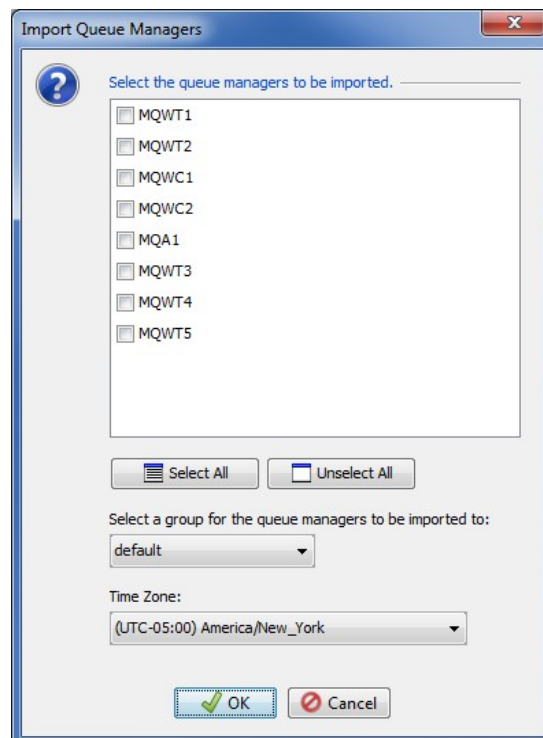 Import Queue Managers
Select the queue managers to be imported.
MQWT1
MQWT2
MQWC1
MQWC2
MQA1
MQWT3
MQWT4
MQWT5
Select All
Unselect All
Select a group for the queue managers to be imported to:
default
Time Zone:
(UTC-05:00) America/New_York
OK
Cancel